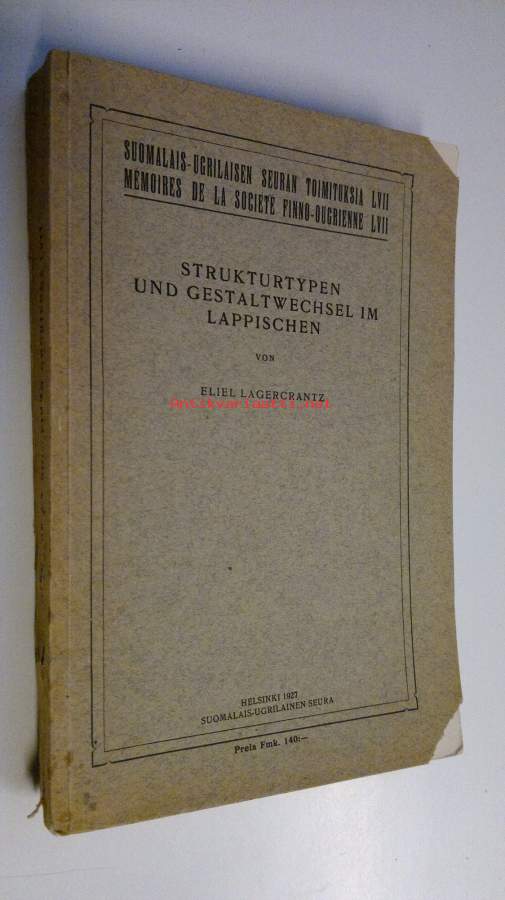 SUOMALAIS-UGRILAISEN SEURAN TOIMITUKSIA LVII
MÉMOIRES DE LA SOCIÉTÉ FINNO-OUGRIENNE LVII
STRUKTURTYPEN
UND GESTALTWECHSEL IM
LAPPISCHEN
VON
ELIEL LAGERCRANTZ
antikvariaatti.net
HELSINKI 1927
SUOMALAIS-UGRILAINEN SEURA
Preis Fmk. 140:—